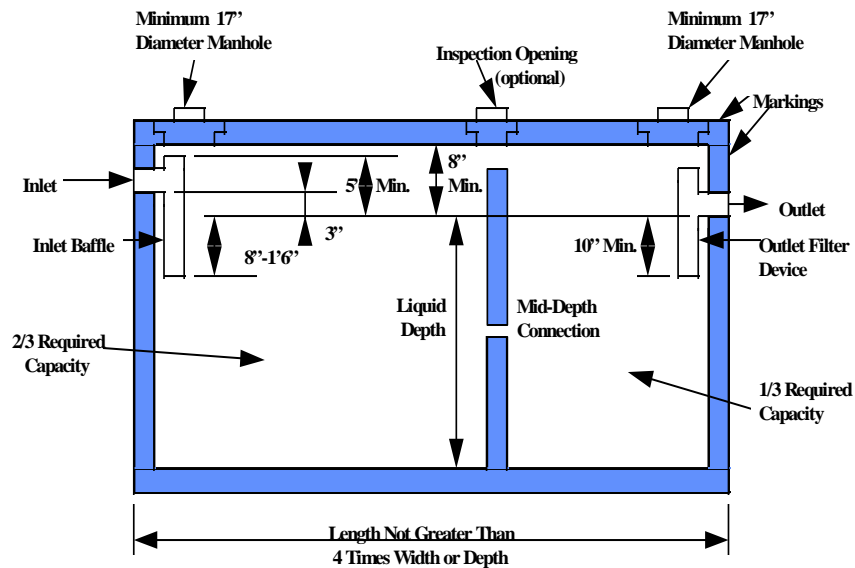 Minimum 17”
Diameter Manhole
Minimum 17”
Diameter Manhole
Inspection Opening
(optional)
Markings
8”
Inlet
5’ Min.
Min.
Outlet
3”
Inlet Baffle
10” Min.
Outlet Filter
Device
8”-1’6”
Liquid
Depth
Mid-Depth
Connection
2/3 Required
Capacity
1/3 Required
Capacity
Length Not Greater Than
4 Times Width or Depth